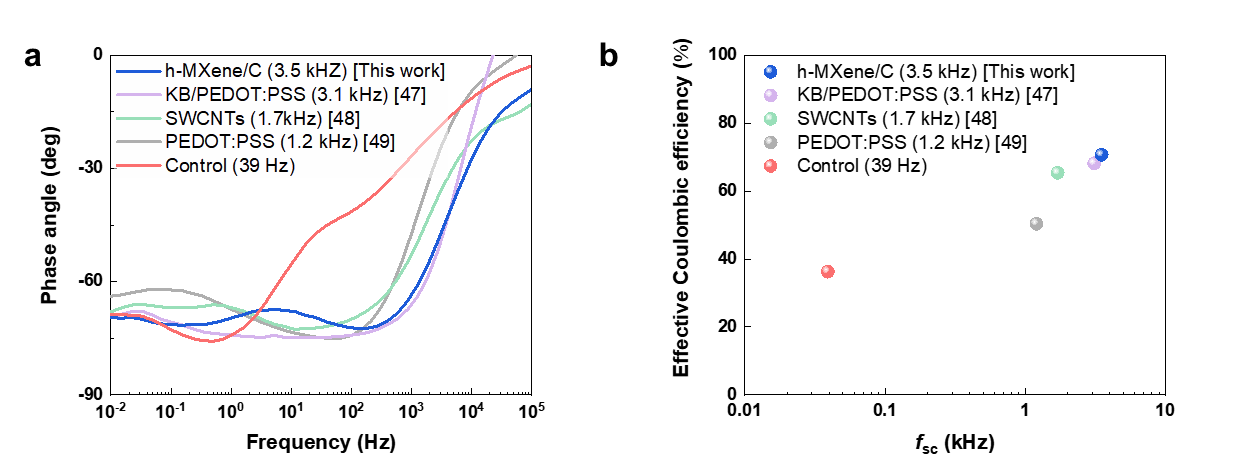 a
Phase angle (deg)
0
-30
-60
-90
h-MXene/C (3.5 kHZ) [This work]
KB/PEDOT:PSS (3.1 kHz) [47]
SWCNTs (1.7kHz) [48]
PEDOT:PSS (1.2 kHz) [49]
Control (39 Hz)
10-2 10-1 100 101 102 103 104 105
Frequency (Hz)
b
Effective Coulombic efficiency (%)
100
80
60
40
20
0
h-MXene/C (3.5 kHz) [This work]
KB/PEDOT:PSS (3.1 kHz) [47]
SWCNTs (1.7 kHz) [48]
PEDOT:PSS (1.2 kHz) [49]
Control (39 Hz)
0.01 0.1 1 10
fsc (kHz)